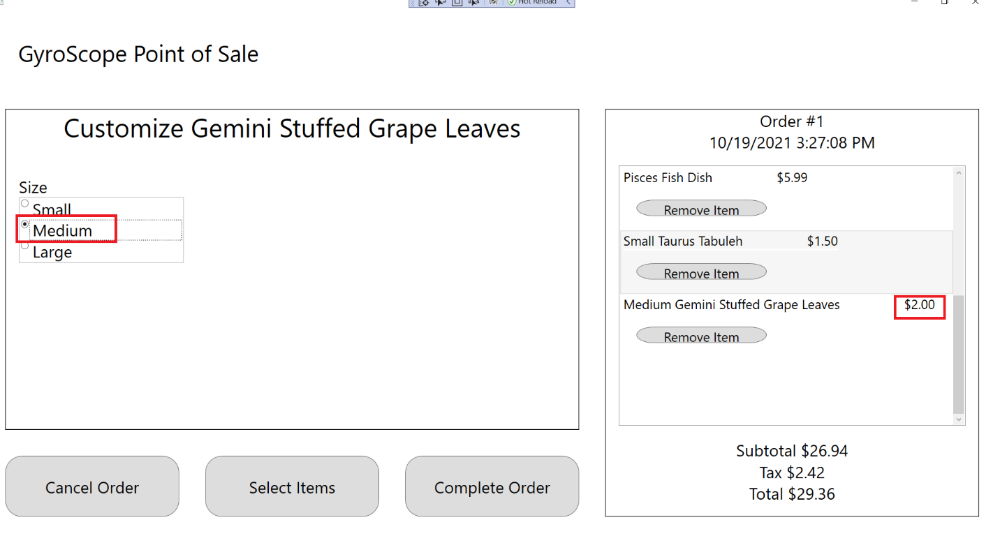 Hot Reload
GyroScope Point of Sale
Customize Gemini Stuffed Grape Leaves
Size
Small
Medium
Large
Cancel Order
Select Items
Complete Order
Order #1
10/19/2021 3:27:08 PM
Pisces Fish Dish $5.99
Remove Item
Small Taurus Tabuleh $1.50
Remove Item
Medium Gemini Stuffed Grape Leaves $2.00
Remove Item
Subtotal $26.94
Tax $2.42
Total $29.36